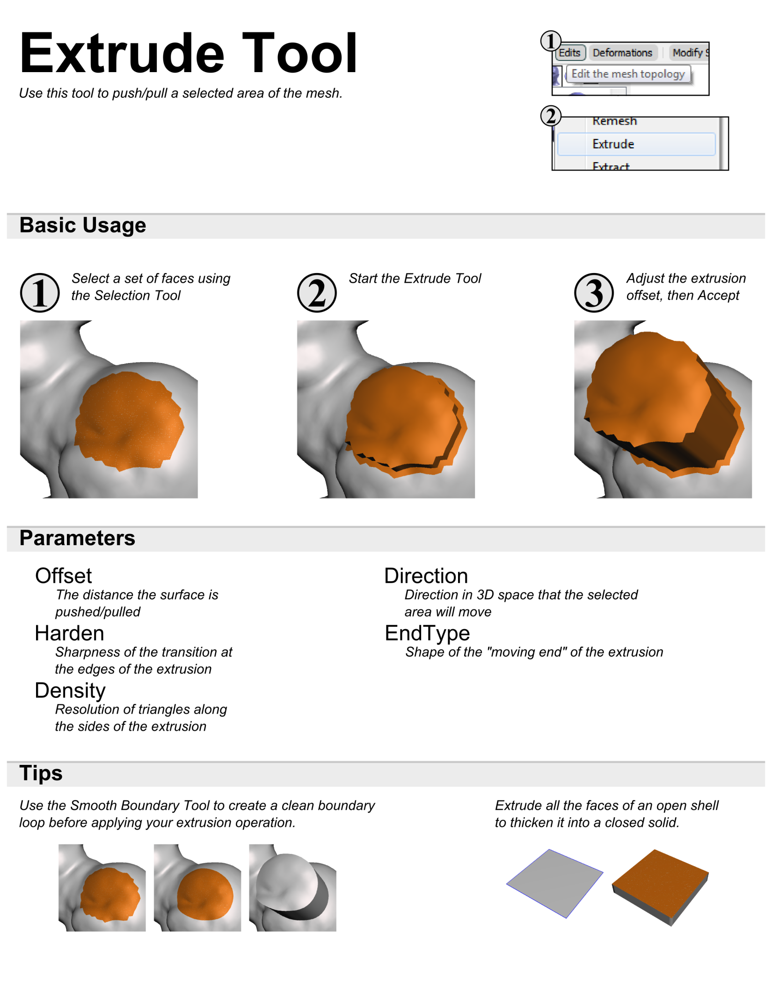 Extrude Tool
Use this tool to push/pull a selected area of the mesh.
1
Edits Deformations Modify
Edit the mesh topology
2
Remesh
Extrude
Extract
Basic Usage
1
Select a set of faces using
the Selection Tool
2
Start the Extrude Tool
3
Adjust the extrusion
offset, then Accept
Parameters
Offset
The distance the surface is
pushed/pulled
Harden
Sharpness of the transition at
the edges of the extrusion
Density
Resolution of triangles along
the sides of the extrusion
Direction
Direction in 3D space that the selected
area will move
EndType
Shape of the "moving end" of the extrusion
Tips
Use the Smooth Boundary Tool to create a clean boundary
loop before applying your extrusion operation.
Extrude all the faces of an open shell
to thicken it into a closed solid.